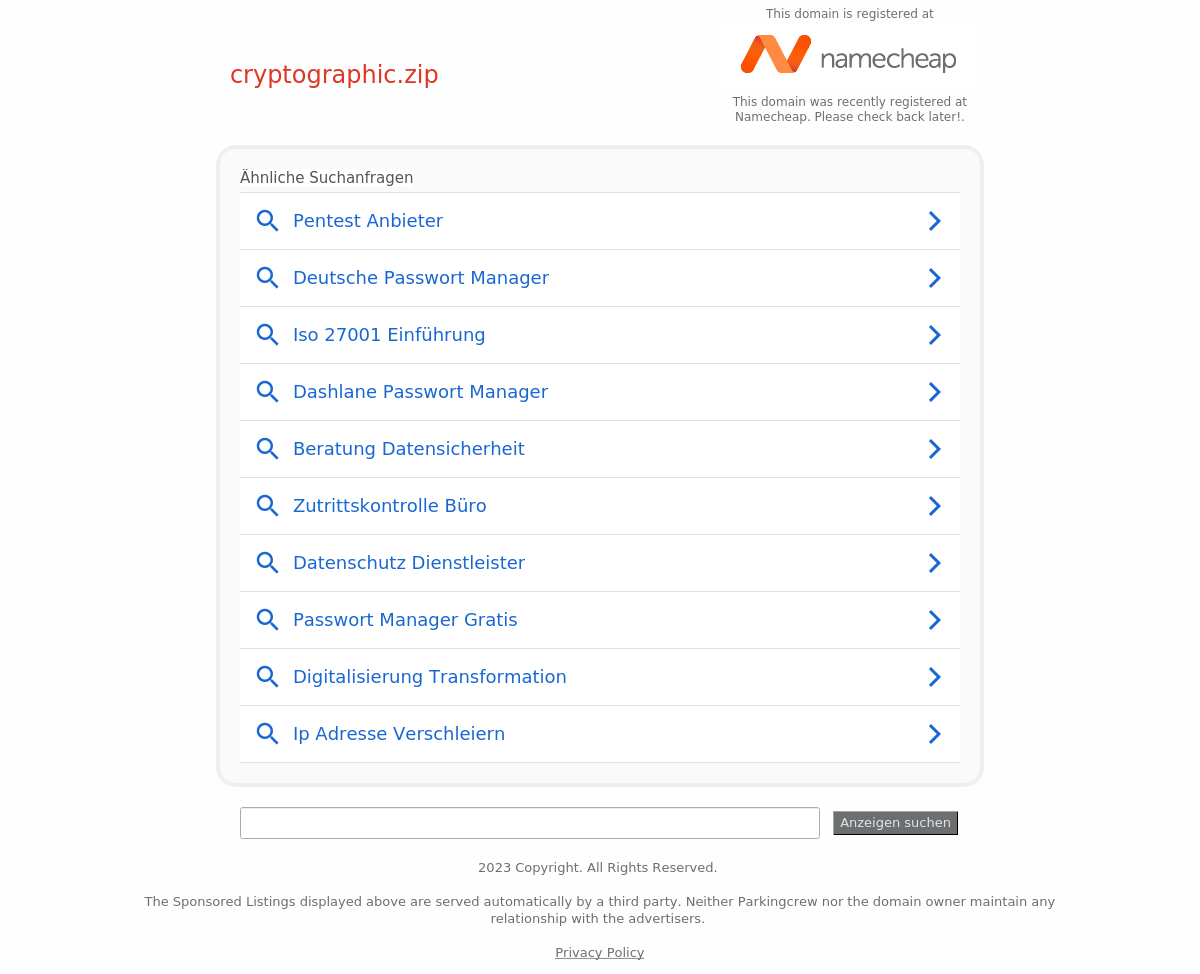 This domain is registered at
namecheap
cryptographic.zip
This domain was recently registered at
Namecheap. Please check back later!.
Ähnliche Suchanfragen
Pentest Anbieter
Deutsche Passwort Manager
Iso 27001 Einführung
Dashlane Passwort Manager
Beratung Datensicherheit
Zutrittskontrolle Büro
Datenschutz Dienstleister
Passwort Manager Gratis
Digitalisierung Transformation
Ip Adresse Verschleiern
Anzeigen suchen
2023 Copyright. All Rights Reserved.
The Sponsored Listings displayed above are served automatically by a third party. Neither Parkingcrew nor the domain owner maintain any
relationship with the advertisers.
Privacy Policy